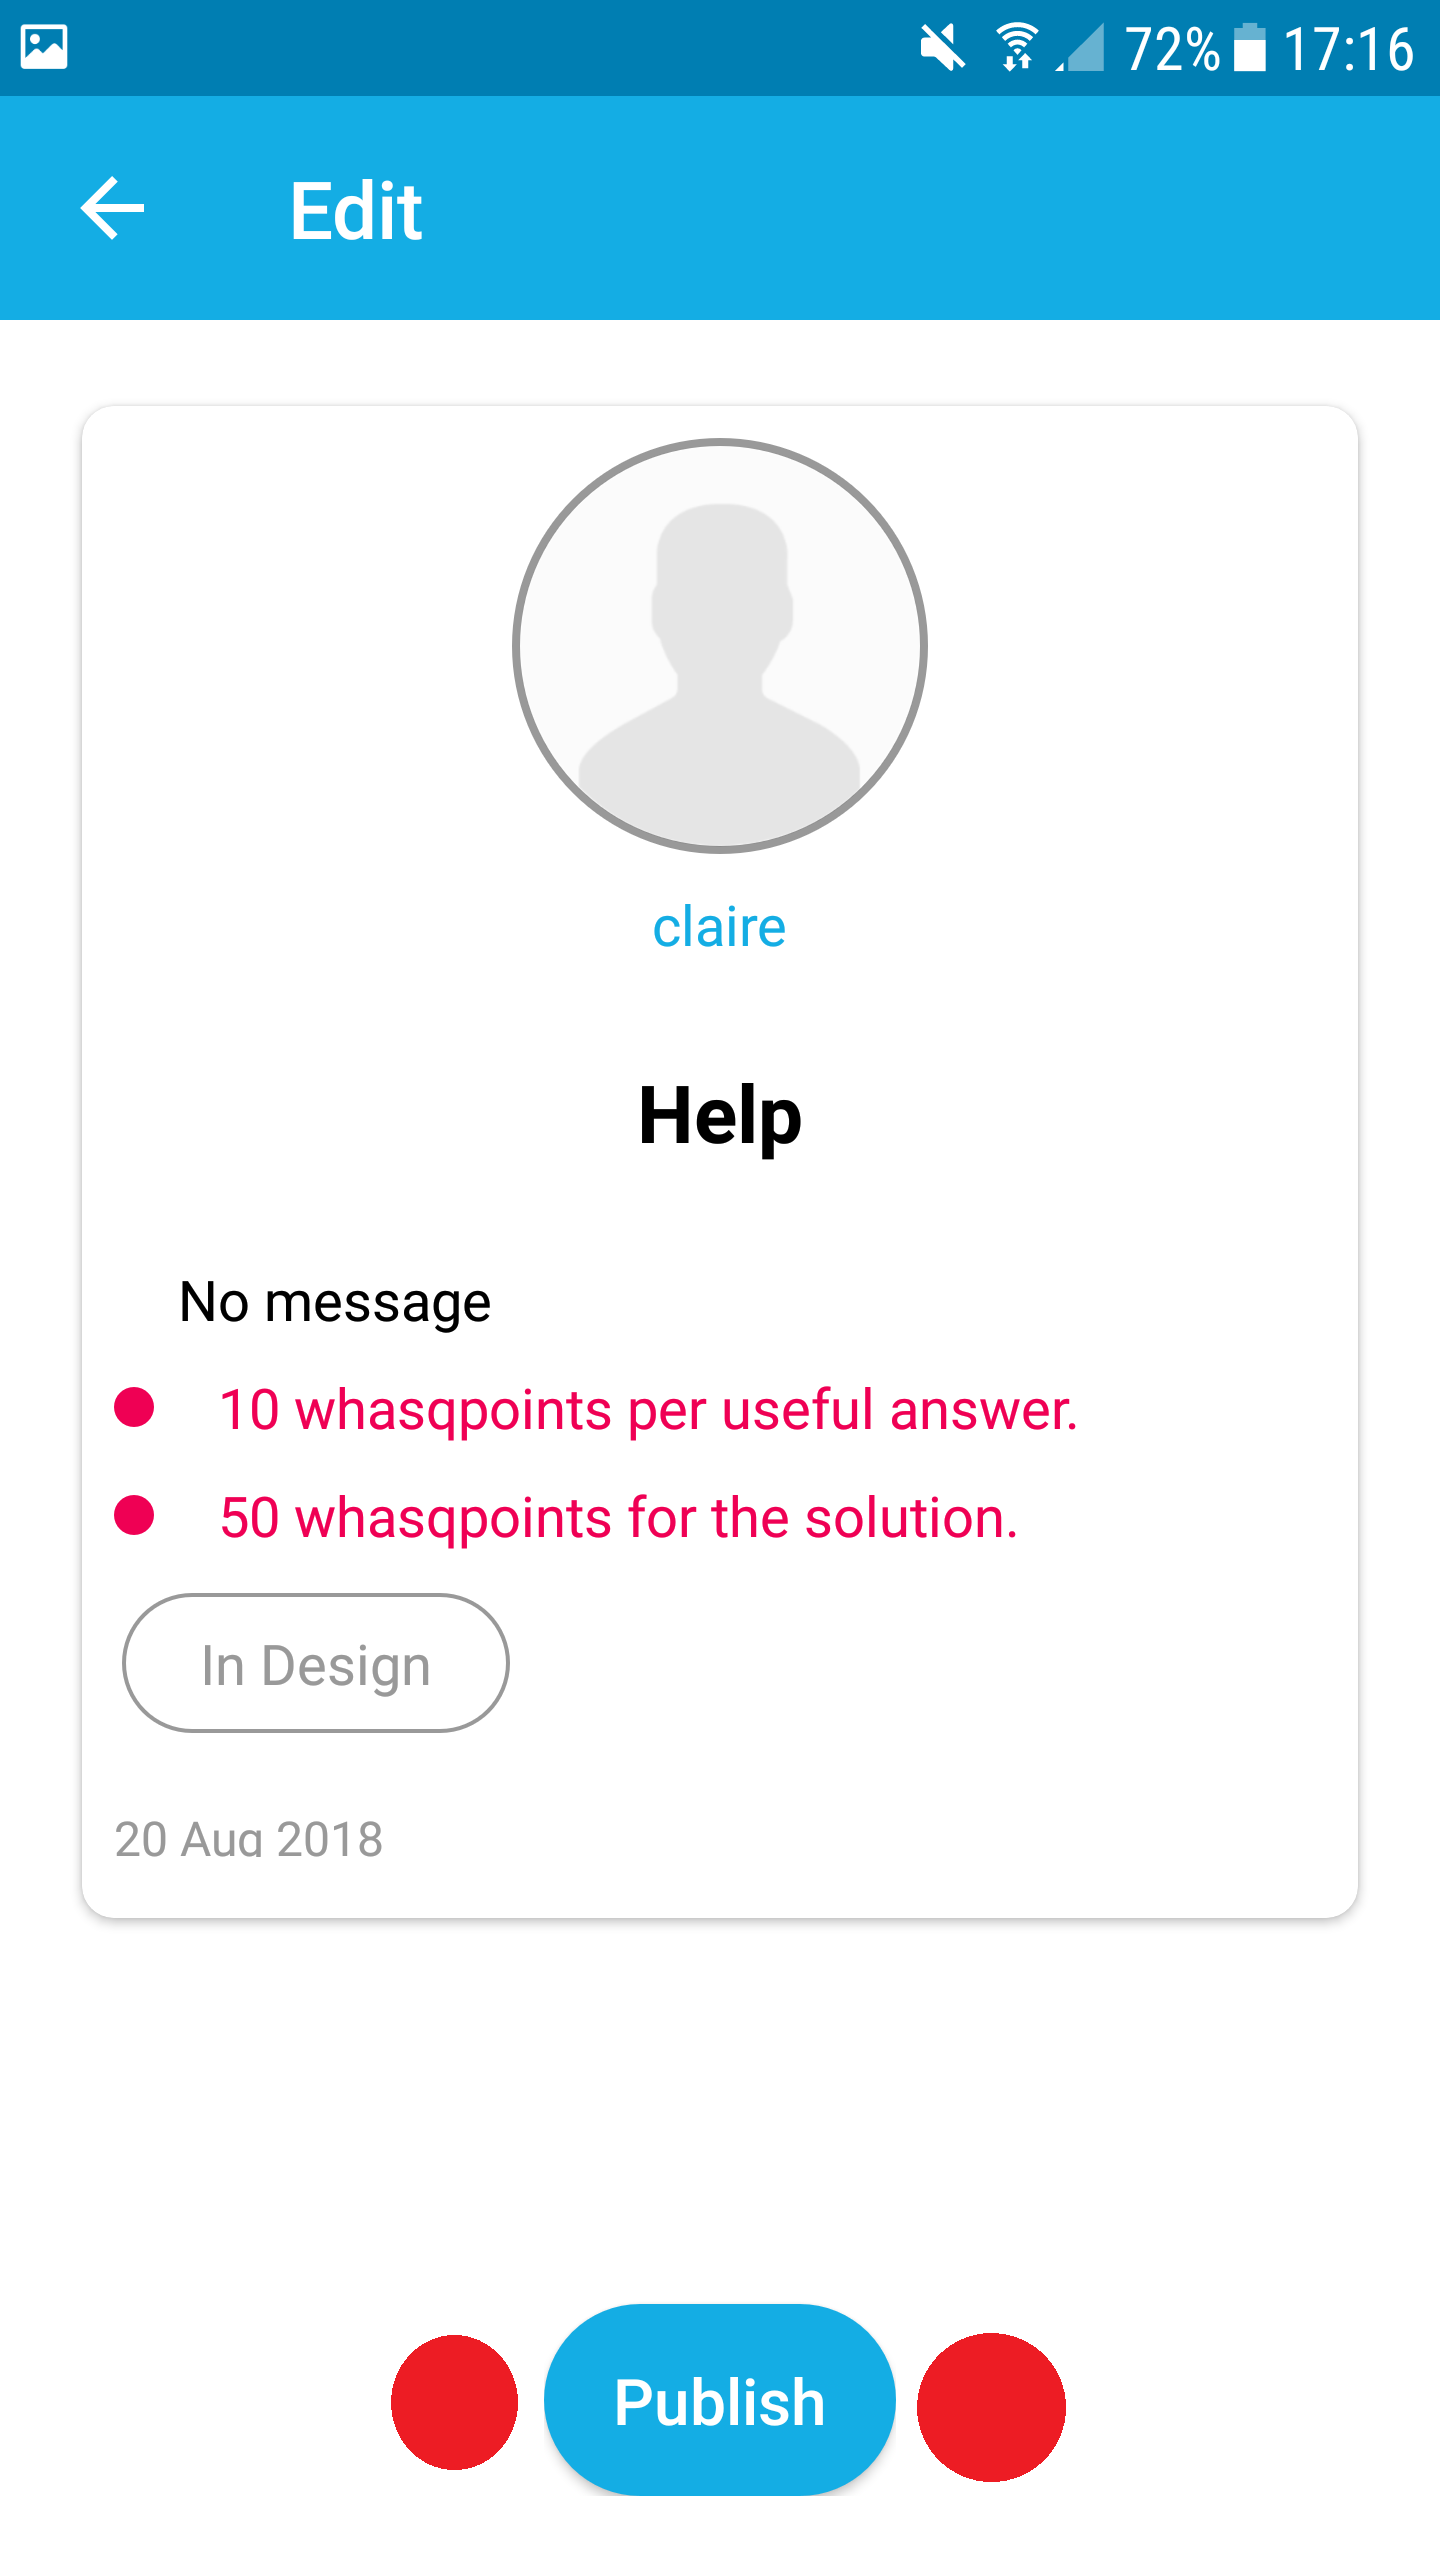 72% 17:16
Edit
claire
Help
No message
10 whasqpoints per useful answer.
50 whasqpoints for the solution.
In Design
20 Aug 2018
Publish